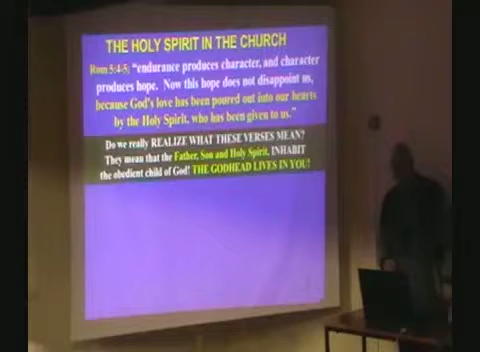 THE HOLY SPIRIT IN THE CHURCH
Rom 5:4-5; "endurance produces character, and character
produces hope. Now this hope does not disappoint us,
because God's love has been poured out into our hearts
by the Holy Spirit, who has been given to us."
Do we really REALIZE WHAT THESE VERSES MEAN?
They mean that the Father, Son and Holy Spirit, INHABIT
the obedient child of God! THE GODHEAD LIVES IN YOU!